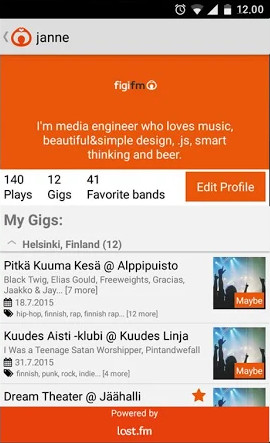 12.00
janne
figifm
I'm media engineer who loves music,
beautiful&simple design, .js, smart
thinking and beer.
140 12 41
Plays Gigs Favorite bands
Edit Profile
My Gigs:
Helsinki, Finland (12)
Pitkä Kuuma Kesä @ Alppipuisto
Black Twig, Elias Gould, Freeweights, Gracias,
Jaakko & Jay... [7 more]
18.7.2015
hip-hop, finnish, rap, finnish rap... [12 more]
Maybe
Kuudes Aisti -klubi @ Kuudes Linja
I Was a Teenage Satan Worshipper, Pintandwefall
31.7.2015
finnish, punk, rock, indie... [4 more]
Maybe
Dream Theater @ Jäähalli
Powered by
lost.fm